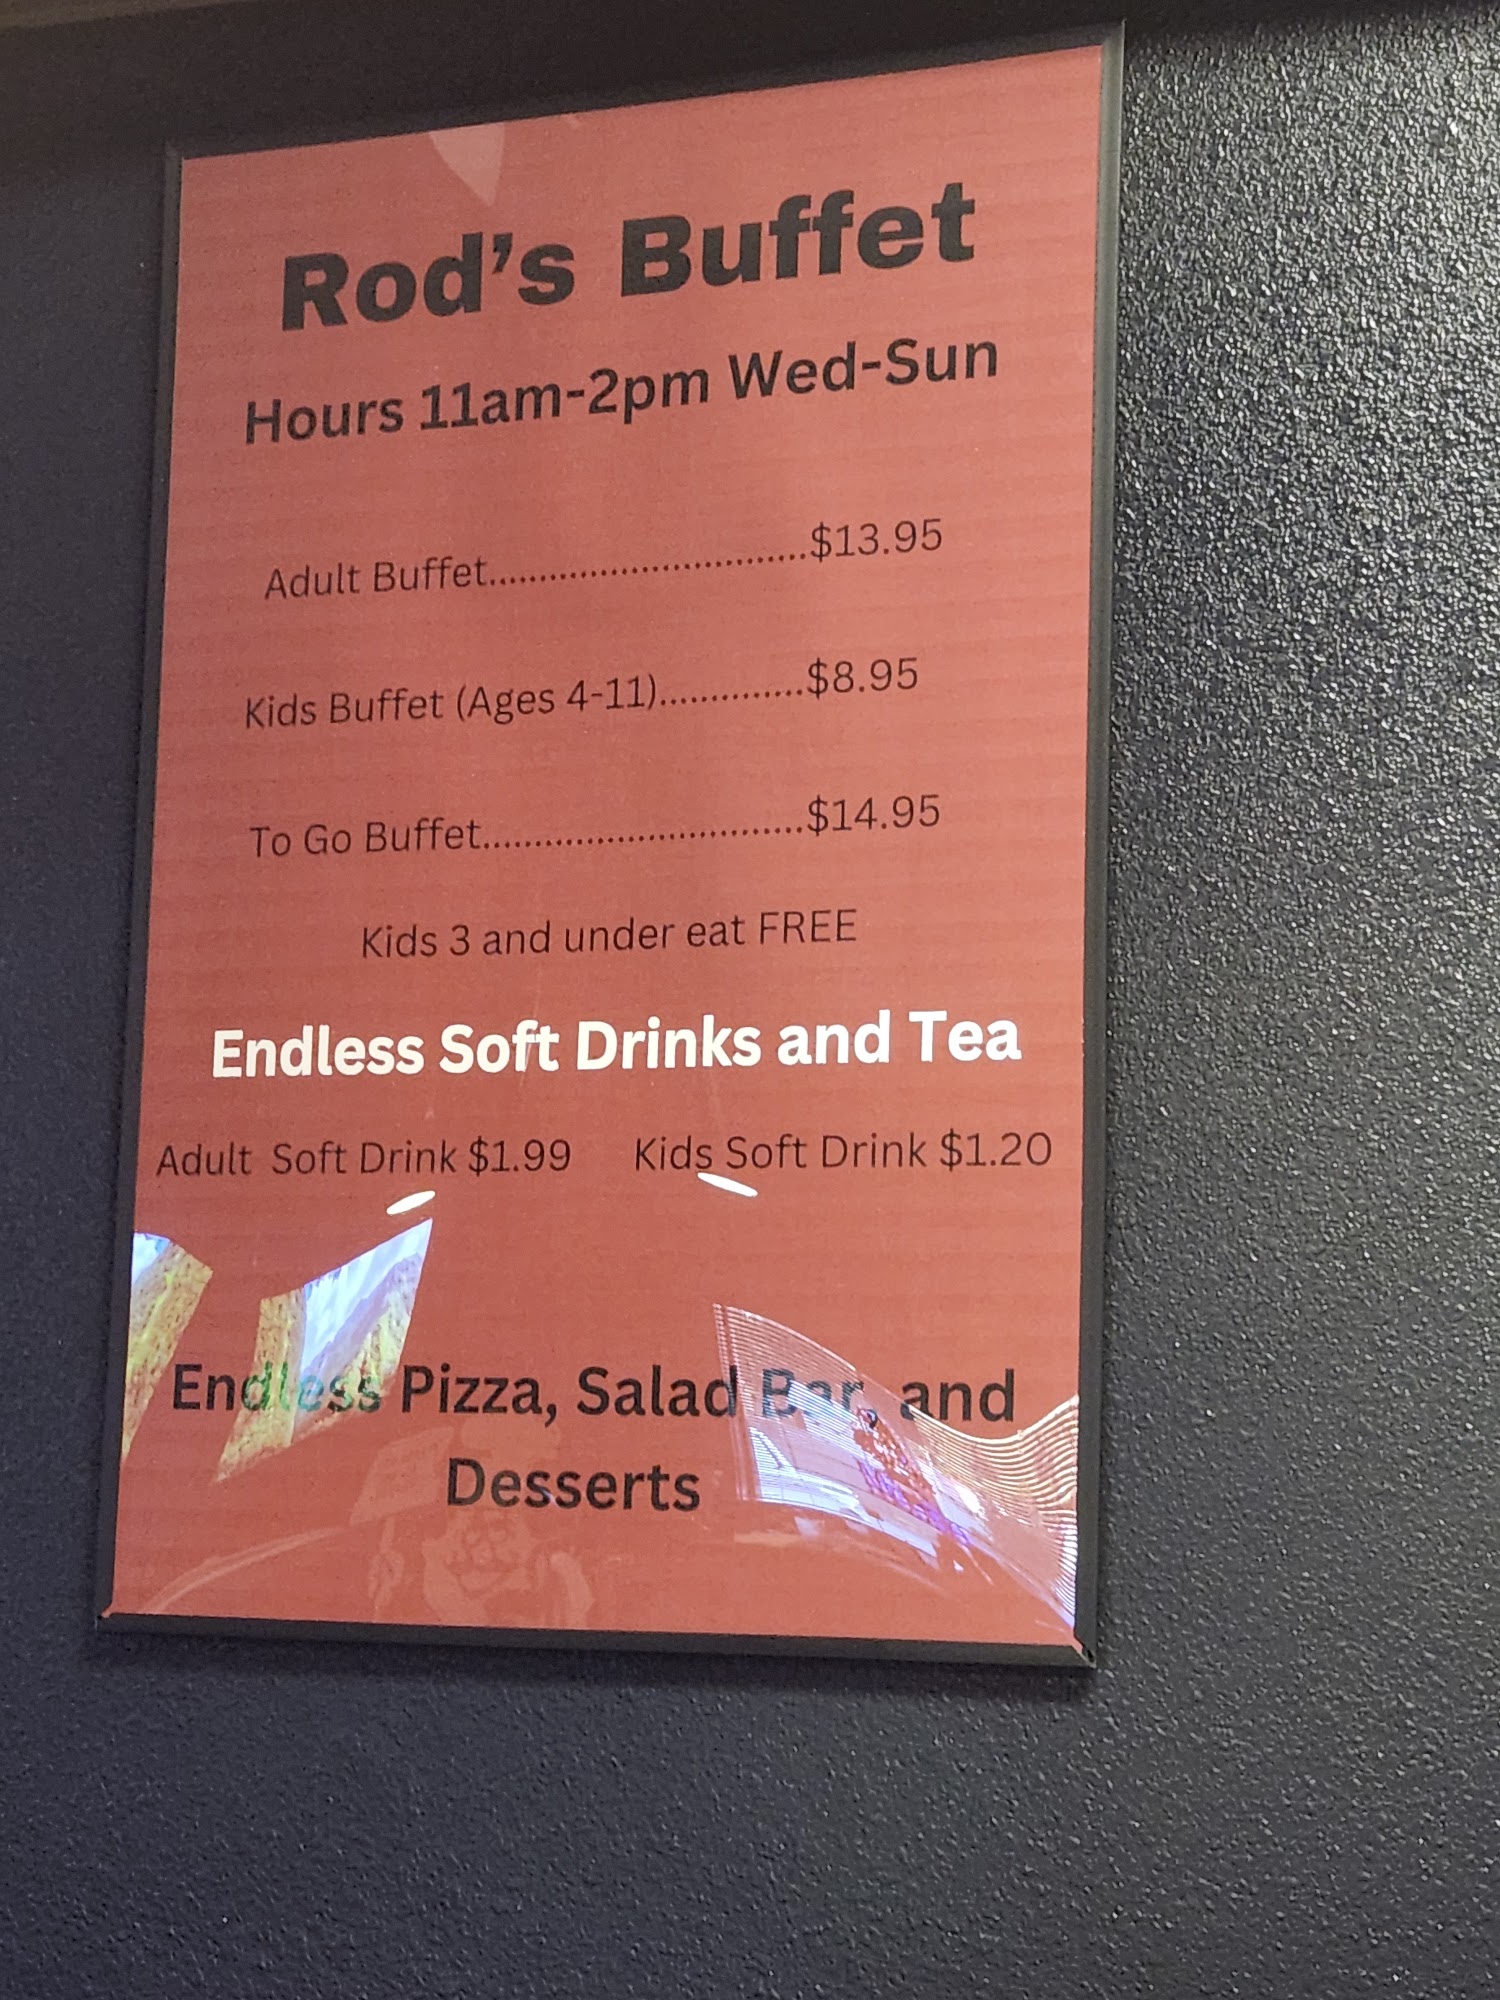 Rod's Buffet
Hours 11am-2pm Wed-Sun
Adult Buffet................................$13.95
Kids Buffet (Ages 4-11)..............$8.95
To Go Buffet................................$14.95
Kids 3 and under eat FREE
Endless Soft Drinks and Tea
Adult Soft Drink $1.99 Kids Soft Drink $1.20
Endless Pizza, Salad Bar, and
Desserts